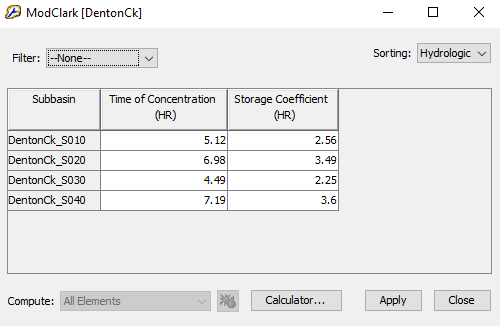 ModClark [DentonCk]
Filter: --None-- Sorting: Hydrologic
Subbasin Time of Concentration (HR) Storage Coefficient (HR)
DentonCk_S010 5.12 2.56
DentonCk_S020 6.98 3.49
DentonCk_S030 4.49 2.25
DentonCk_S040 7.19 3.6
Compute: All Elements Calculator... Apply Close